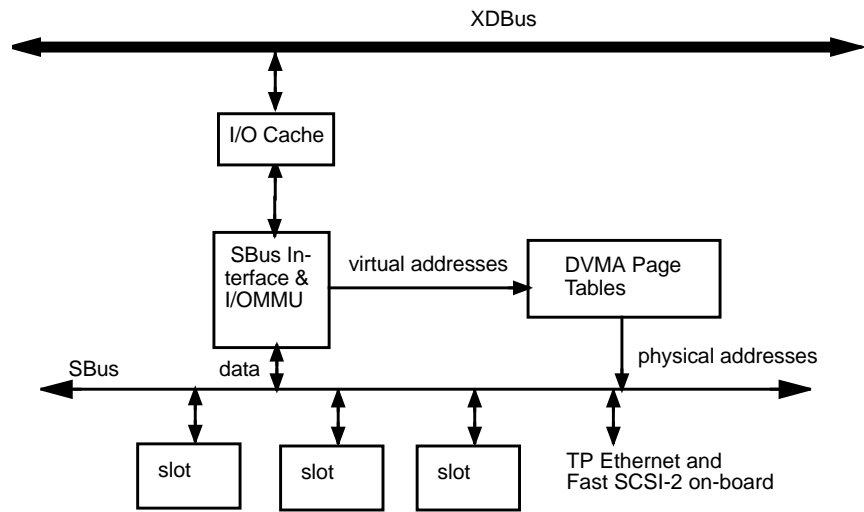 XDBus
I/O Cache
SBus In-
terface &
I/OMMU
virtual addresses
DVMA Page
Tables
SBus
data
physical addresses
slot
slot
slot
TP Ethernet and
Fast SCSI-2 on-board